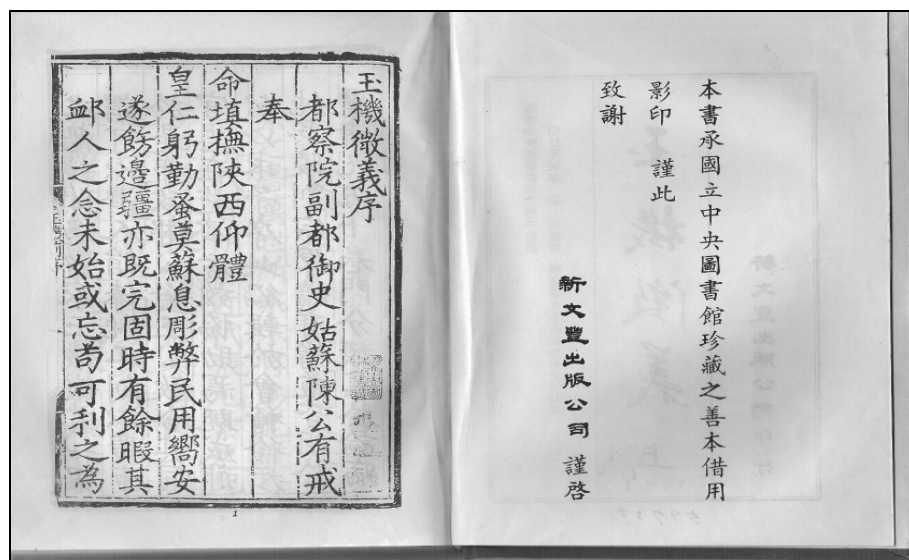 本書承國立中央圖書館珍藏之善本借用
影印　謹此
致謝
新文豐出版公司　謹啓
玉機微義序
都察院副都御史姑蘇陳公有戒
奉
命填撫陝西仰體
皇仁躬勤蚤莫蘇息彫弊民用嚮安
遂飭邊疆亦既完固時有餘暇其
衈人之念未始或忘苟可利之為
1